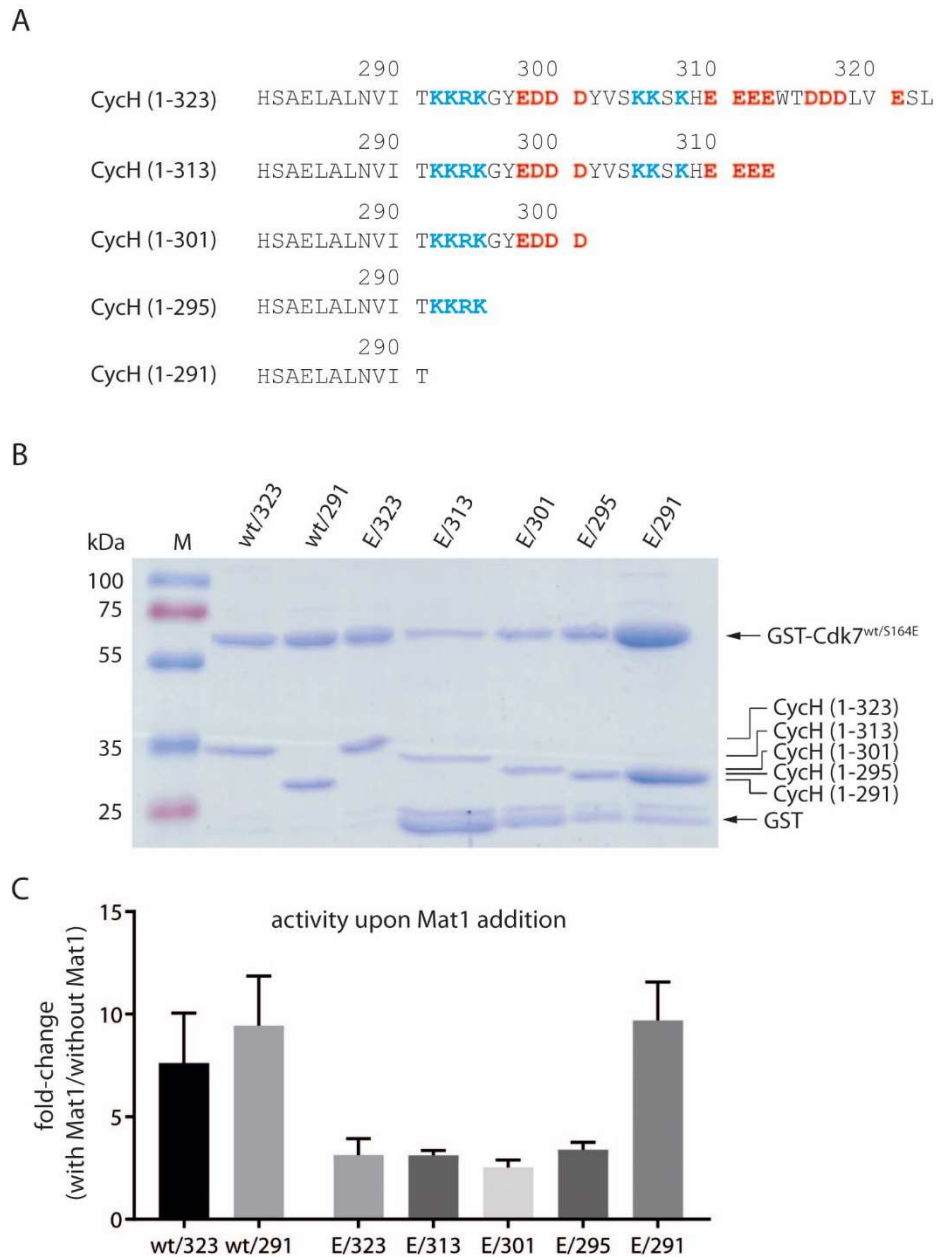 A
290 300 310 320
CycH (1-323) HSAELALNVI TKKRKGYEDD DYVSKKSKHE EEEWTDDDLV ESL
290 300 310
CycH (1-313) HSAELALNVI TKKRKGYEDD DYVSKKSKHE EEE
290 300
CycH (1-301) HSAELALNVI TKKRKGYEDD D
290
CycH (1-295) HSAELALNVI TKKRK
290
CycH (1-291) HSAELALNVI T
B
kDa M wt/323 wt/291 E/323 E/313 E/301 E/295 E/291
100
75
55
35
25
GST-Cdk7wt/S164E
CycH (1-323)
CycH (1-313)
CycH (1-301)
CycH (1-295)
CycH (1-291)
GST
C
activity upon Mat1 addition
fold-change
(with Mat1/without Mat1)
15
10
5
0
wt/323 wt/291 E/323 E/313 E/301 E/295 E/291